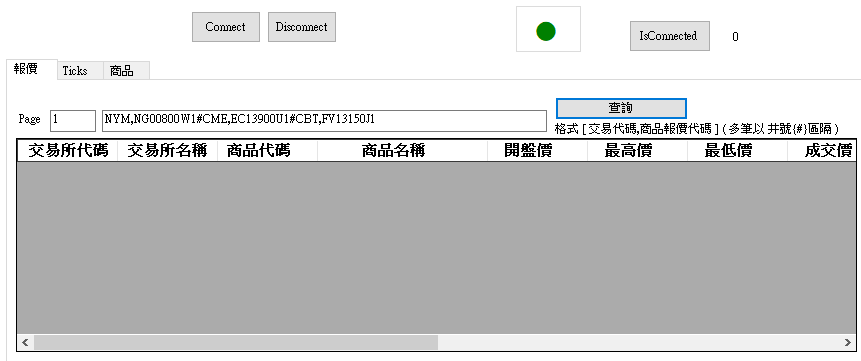 Connect Disconnect IsConnected 0
報價 Ticks 商品
Page 1 NYM,NG00800W1#CME,EC13900U1#CBT,FV13150J1 查詢
格式 [ 交易代碼,商品報價代碼 ] ( 多筆以 井號{#}區隔 )
交易所代碼 交易所名稱 商品代碼 商品名稱 開盤價 最高價 最低價 成交價